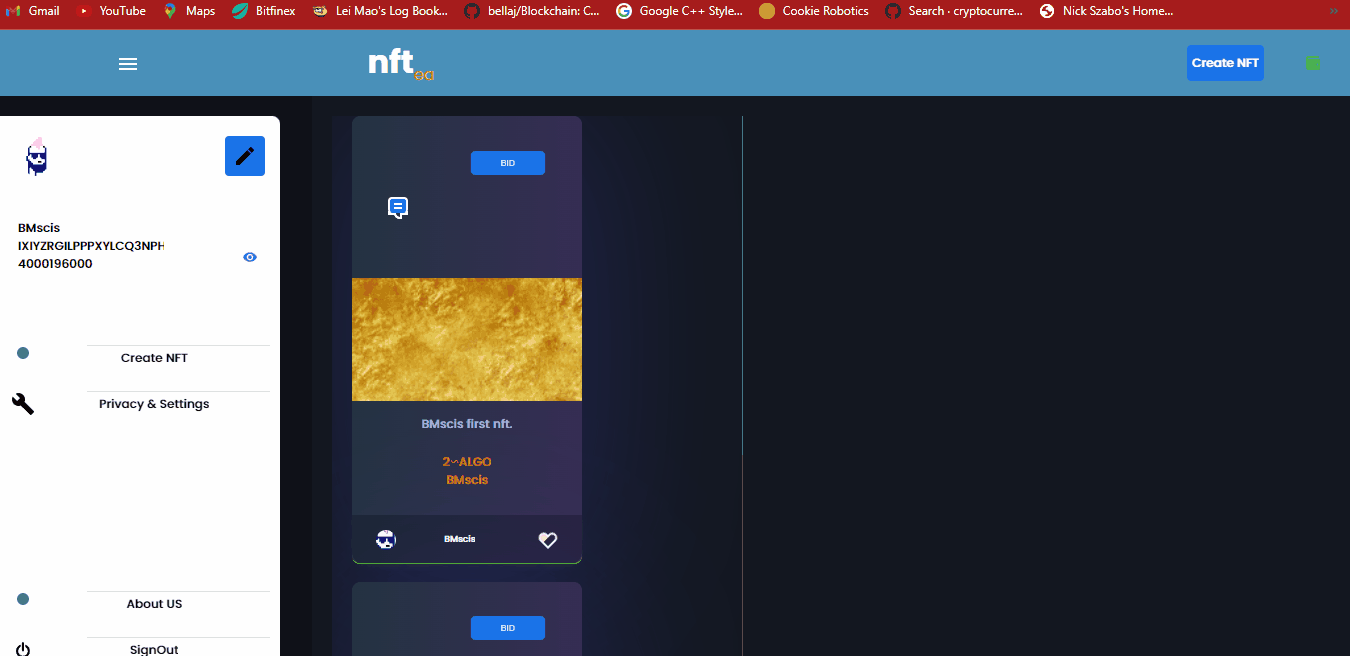 Gmail YouTube Maps Bitfinex Lei Mao's Log Book... bellaj/Blockchain: C... Google C++ Style... Cookie Robotics Search · cryptocurre... Nick Szabo's Home... »
nft
Create NFT
BMscis
IXIYZRGILPPPXYLCQ3NPH
4000196000
Create NFT
Privacy & Settings
About US
SignOut
BID
BMscis first nft.
2~ALGO
BMscis
BMscis
BID